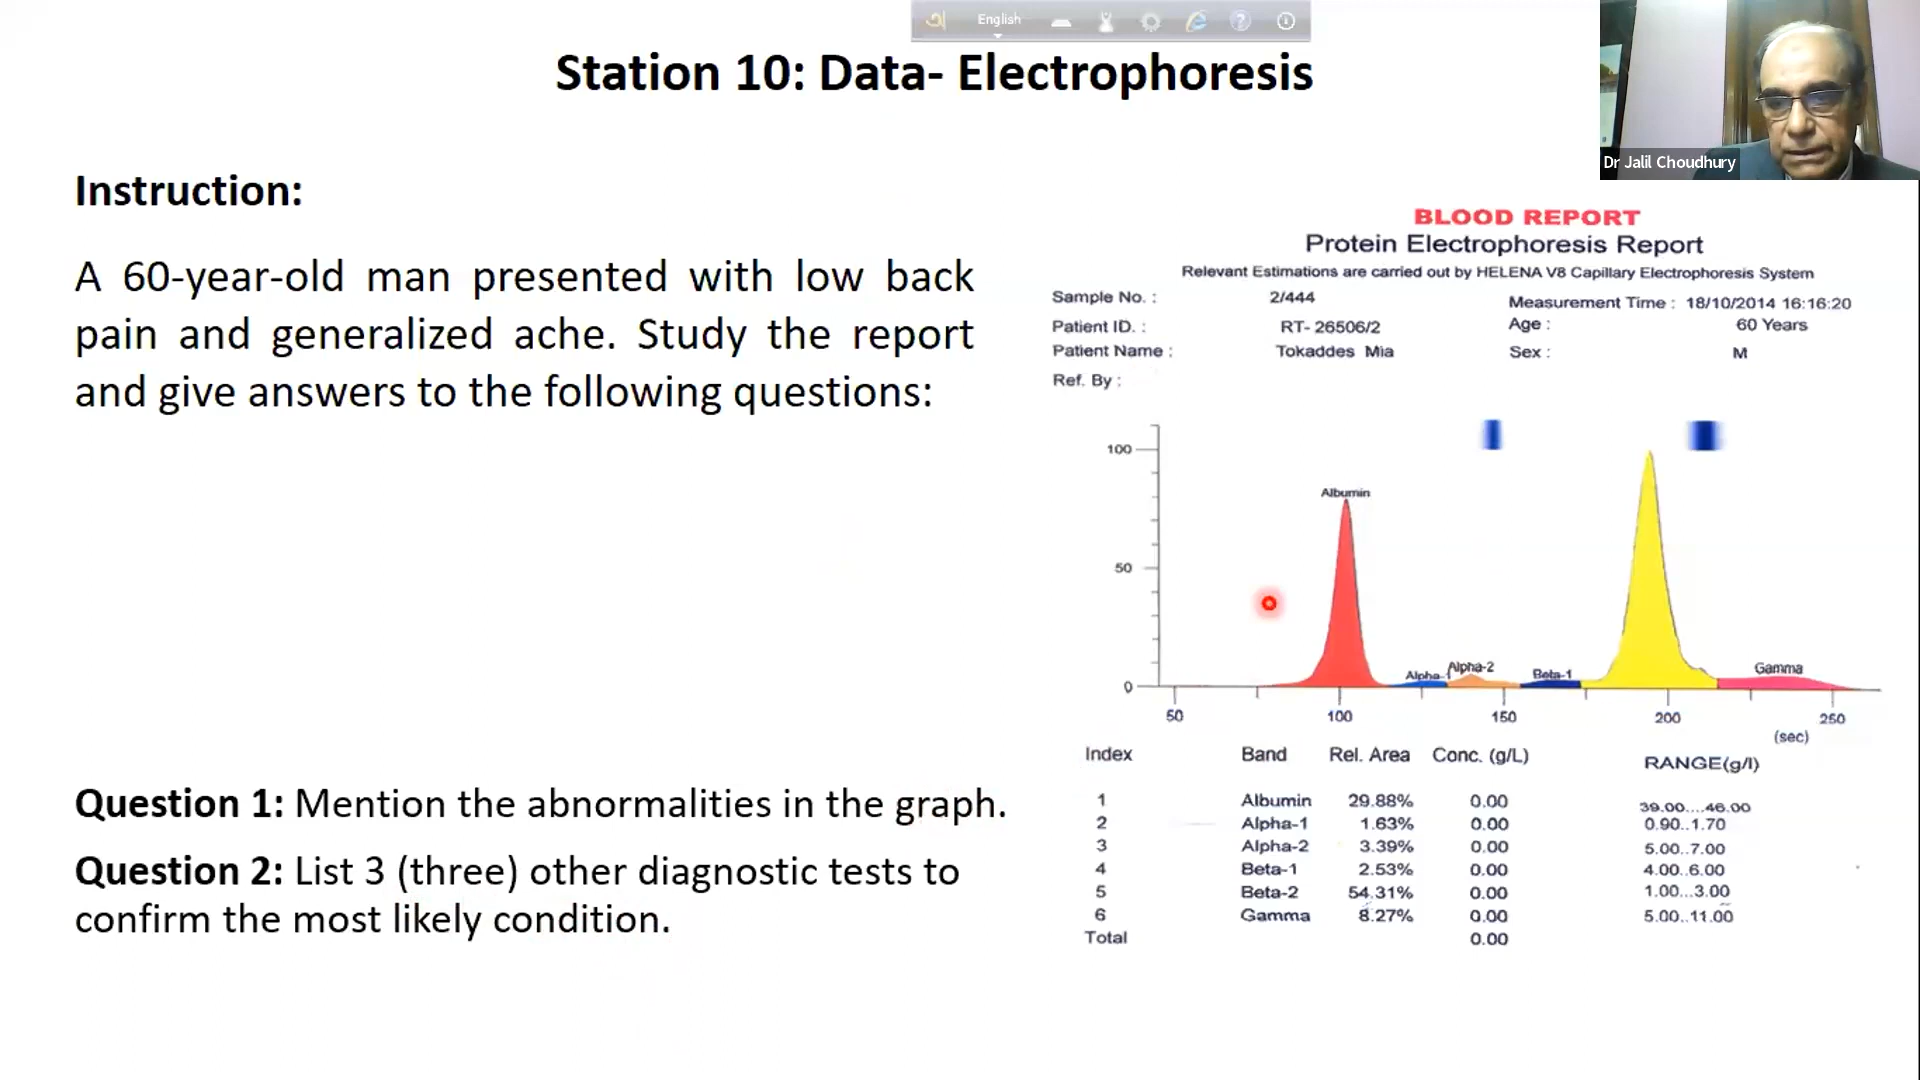 English
Station 10: Data- Electrophoresis
Dr Jalil Choudhury
Instruction:
A 60-year-old man presented with low back
pain and generalized ache. Study the report
and give answers to the following questions:
Question 1: Mention the abnormalities in the graph.
Question 2: List 3 (three) other diagnostic tests to
confirm the most likely condition.
BLOOD REPORT
Protein Electrophoresis Report
Relevant Estimations are carried out by HELENA V8 Capillary Electrophoresis System
Sample No. : 2/444 Measurement Time : 18/10/2014 16:16:20
Patient ID. : RT- 26506/2 Age : 60 Years
Patient Name : Tokaddes Mia Sex : M
Ref. By :
100
50
0
Albumin
Alpha-1
Alpha-2
Beta-1
Gamma
50 100 150 200 250
(sec)
Index Band Rel. Area Conc. (g/L) RANGE(g/l)
1 Albumin 29.88% 0.00 39.00....46.00
2 Alpha-1 1.63% 0.00 0.90..1.70
3 Alpha-2 3.39% 0.00 5.00..7.00
4 Beta-1 2.53% 0.00 4.00..6.00
5 Beta-2 54.31% 0.00 1.00...3.00
6 Gamma 8.27% 0.00 5.00..11.00
Total 0.00